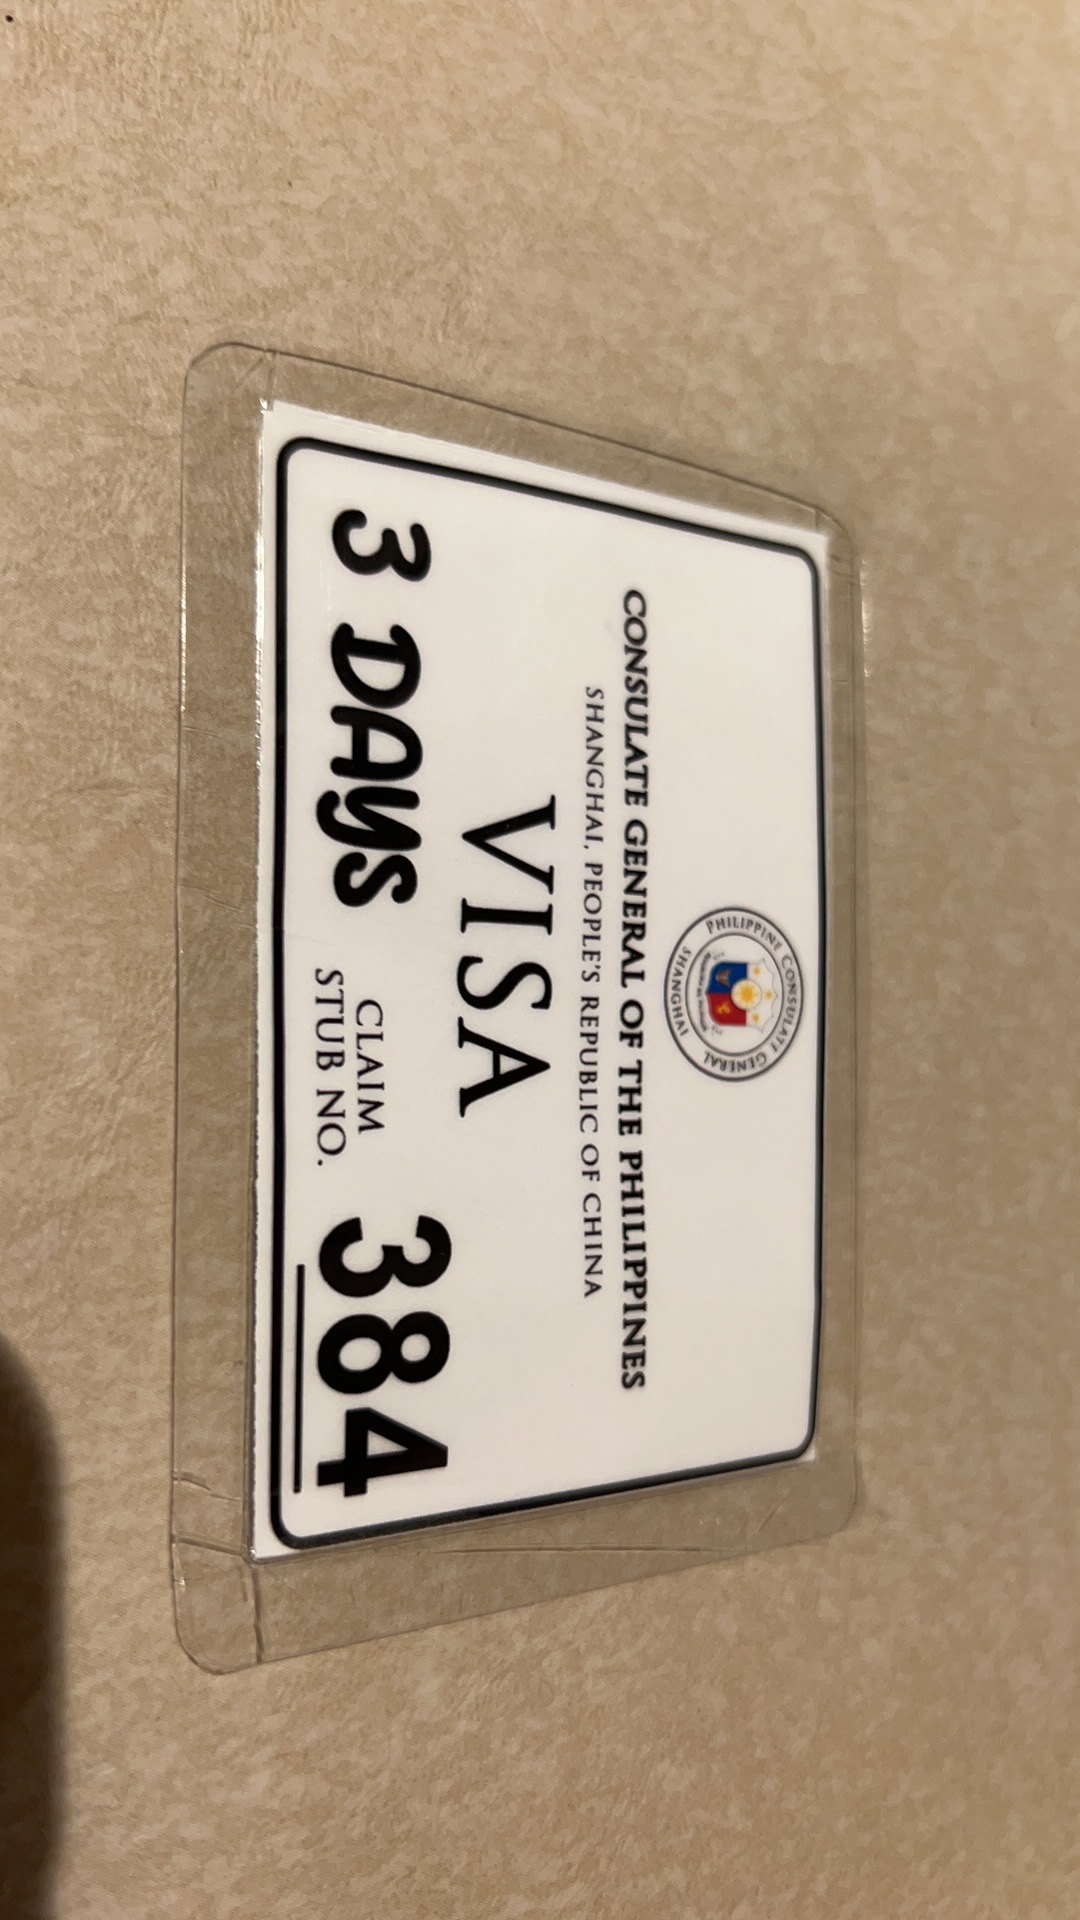 PHILIPPINE CONSULATE GENERAL
SHANGHAI
CONSULATE GENERAL OF THE PHILIPPINES
SHANGHAI, PEOPLE'S REPUBLIC OF CHINA
VISA
3 DAYS
CLAIM
STUB NO.
384